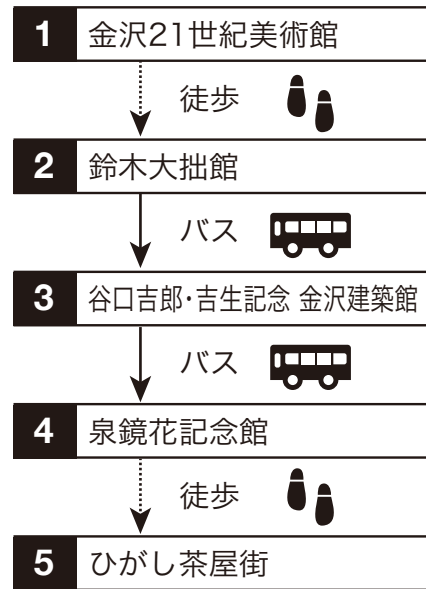 1 金沢21世紀美術館
徒歩
2 鈴木大拙館
バス
3 谷口吉郎・吉生記念 金沢建築館
バス
4 泉鏡花記念館
徒歩
5 ひがし茶屋街